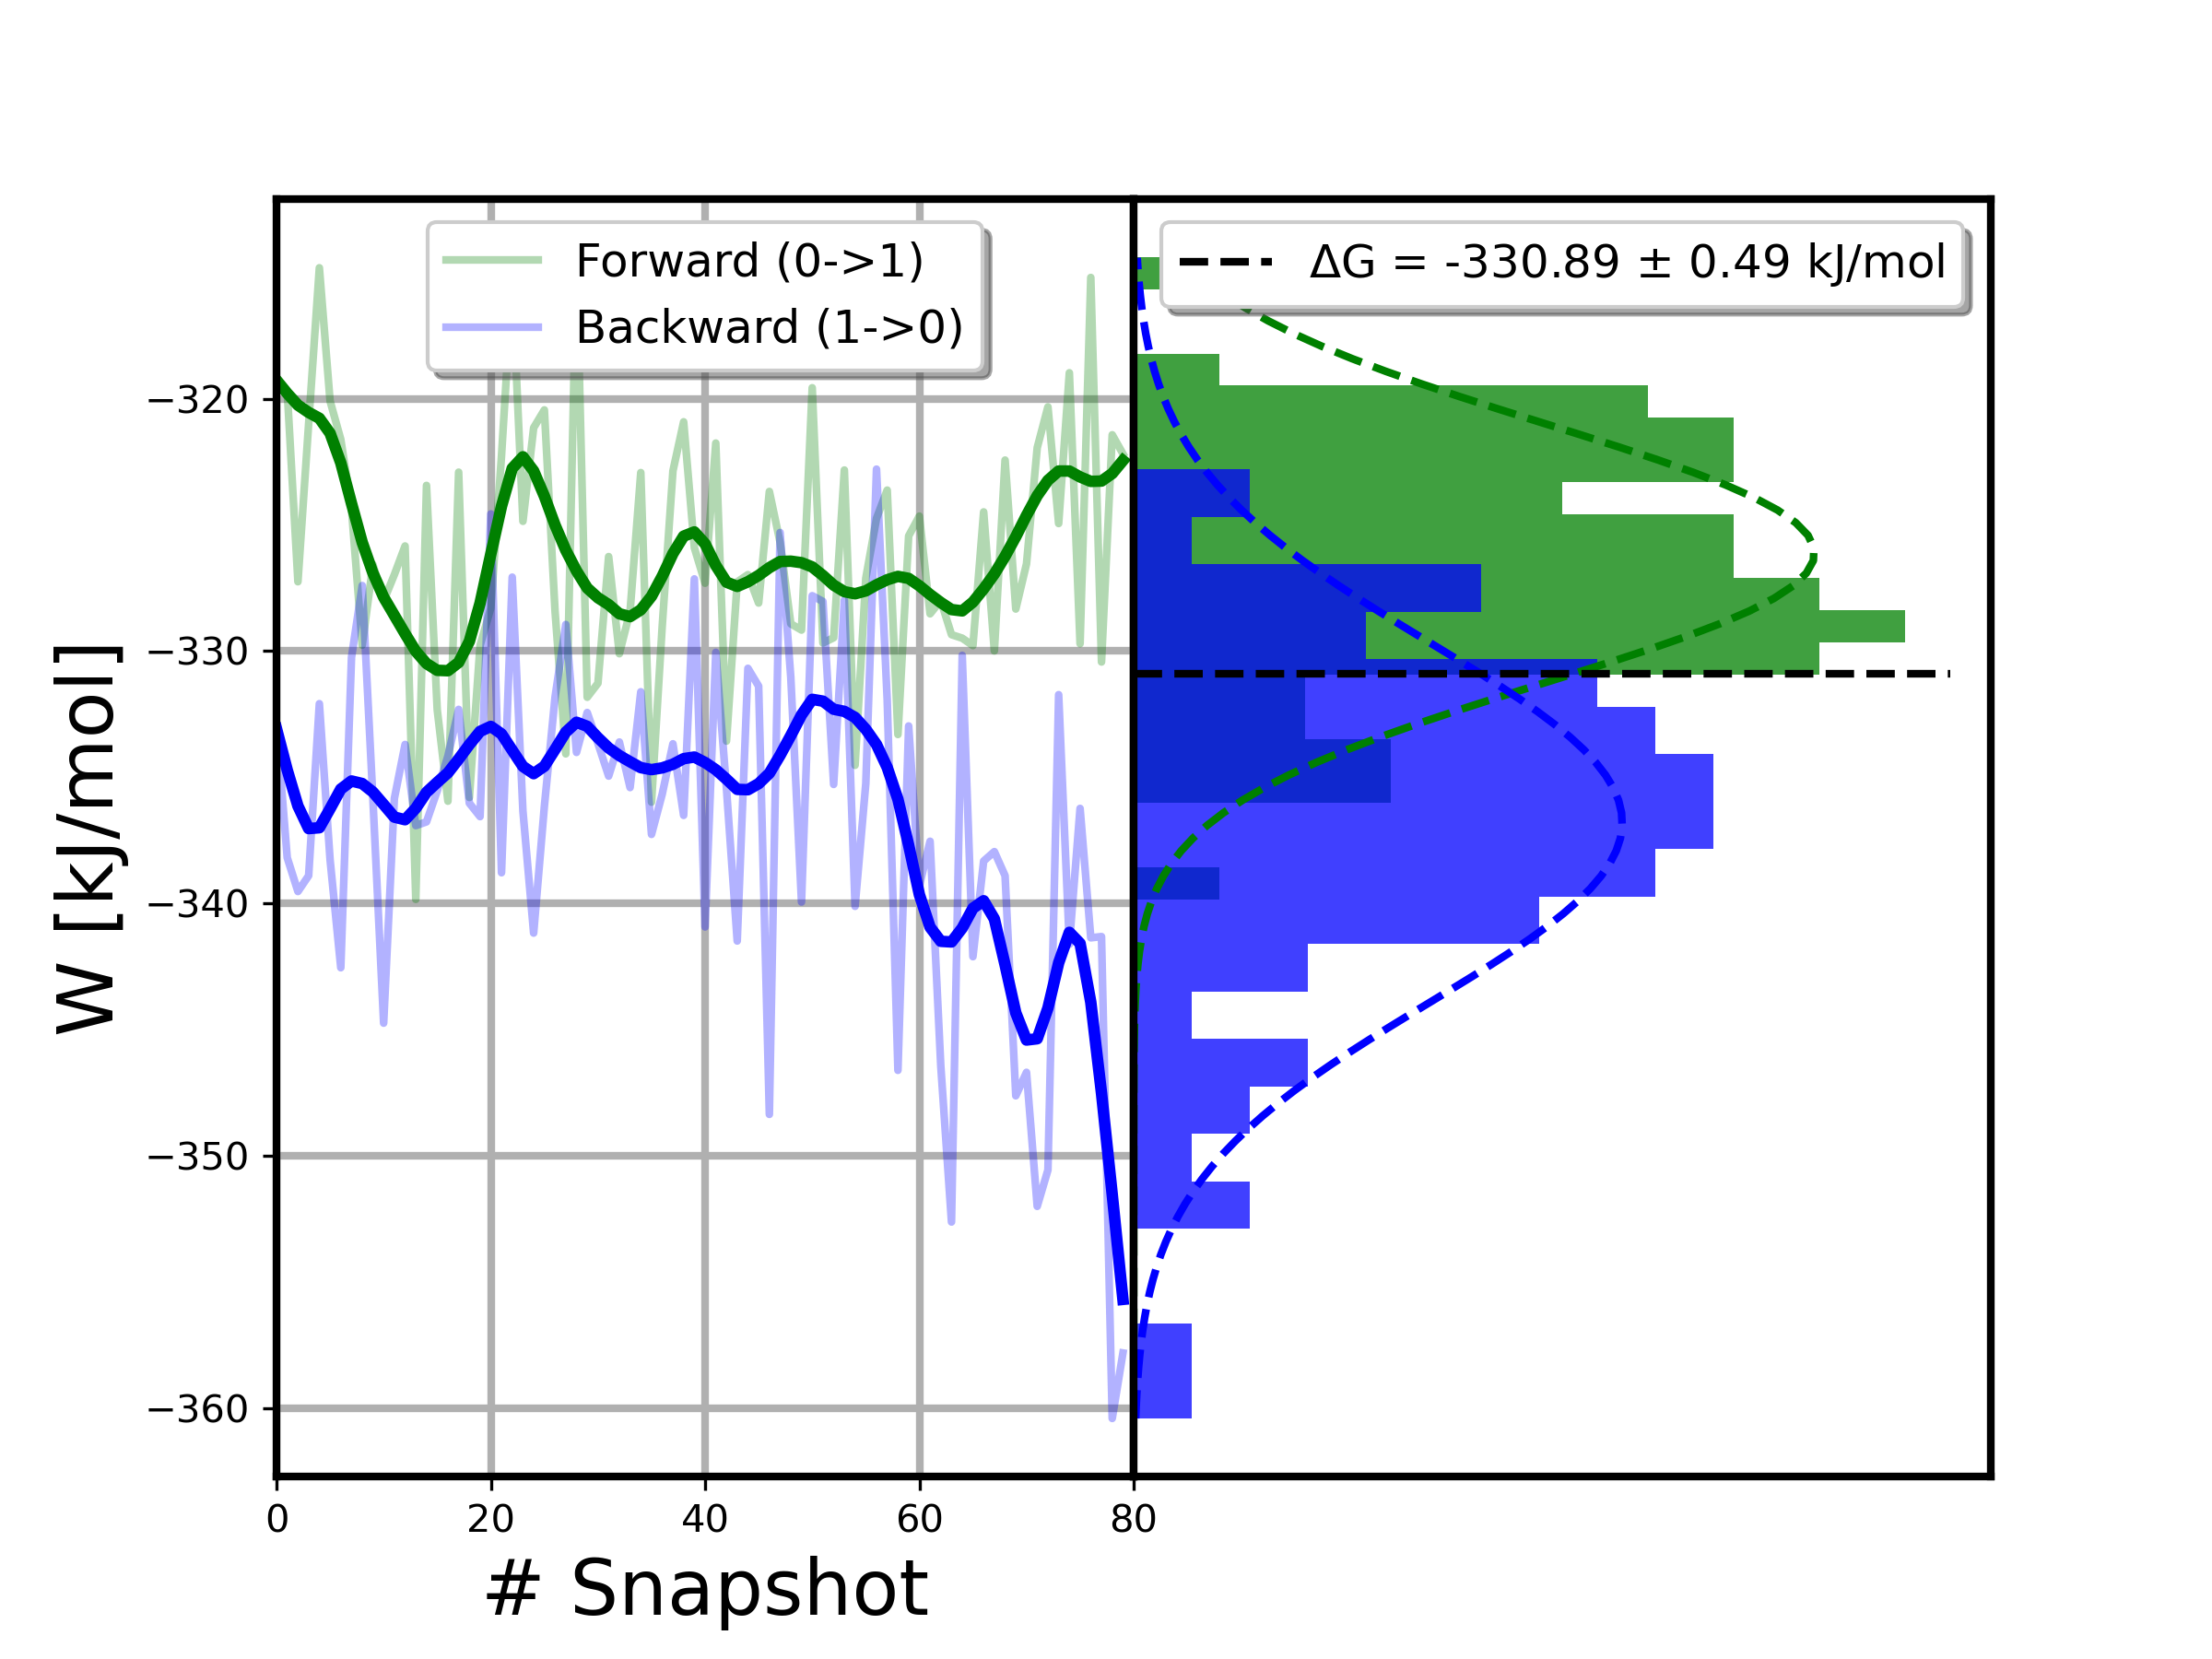 Forward (0->1)
Backward (1->0)
ΔG = -330.89 ± 0.49 kJ/mol
W [kJ/mol]
−320
−330
−340
−350
−360
0 20 40 60 80
# Snapshot